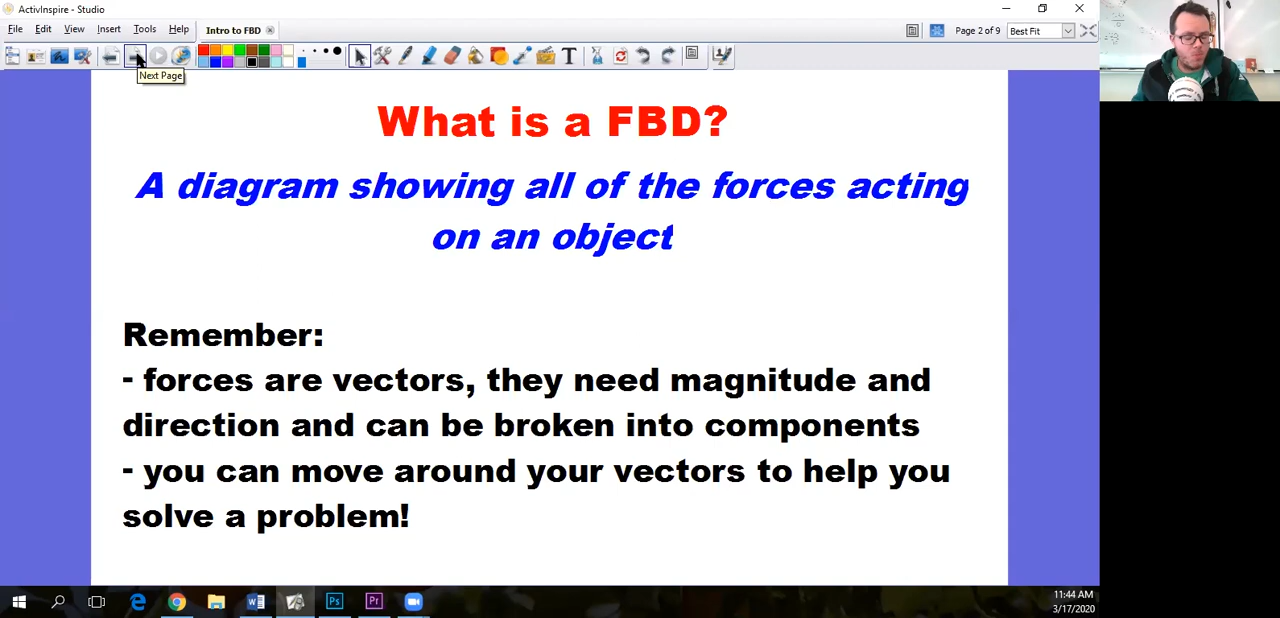 ActivInspire - Studio
File Edit View Insert Tools Help
Intro to FBD
Page 2 of 9
Best Fit
Next Page
What is a FBD?
A diagram showing all of the forces acting
on an object
Remember:
- forces are vectors, they need magnitude and
direction and can be broken into components
- you can move around your vectors to help you
solve a problem!
11:44 AM
3/17/2020